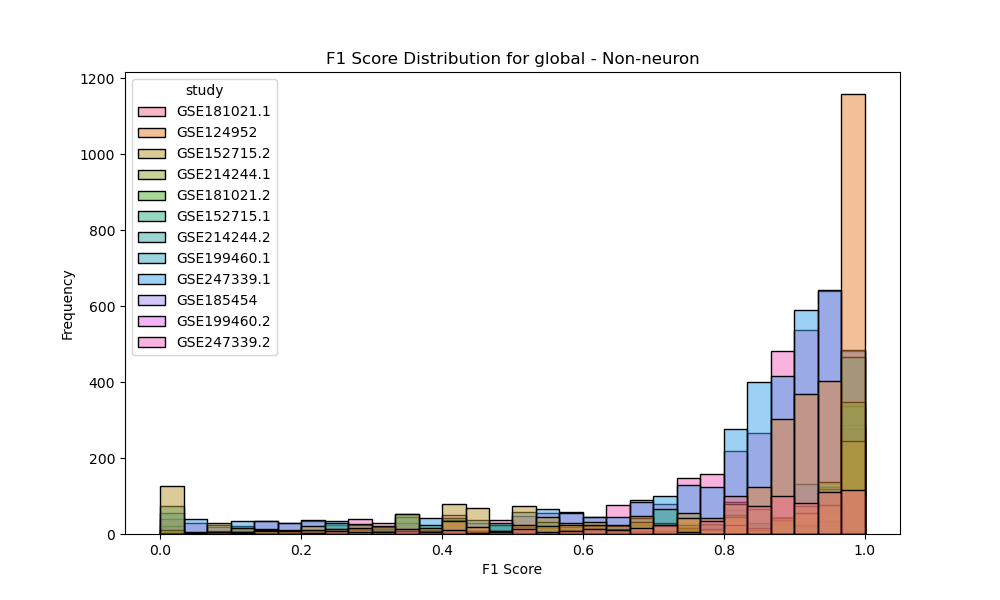 F1 Score Distribution for global - Non-neuron
study
GSE181021.1
GSE124952
GSE152715.2
GSE214244.1
GSE181021.2
GSE152715.1
GSE214244.2
GSE199460.1
GSE247339.1
GSE185454
GSE199460.2
GSE247339.2
Frequency
1200
1000
800
600
400
200
0
0.0
0.2
0.4
0.6
0.8
1.0
F1 Score